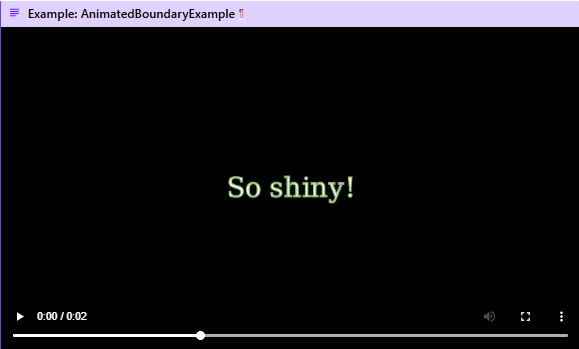 Example: AnimatedBoundaryExample ¶
So shiny!
0:00 / 0:02